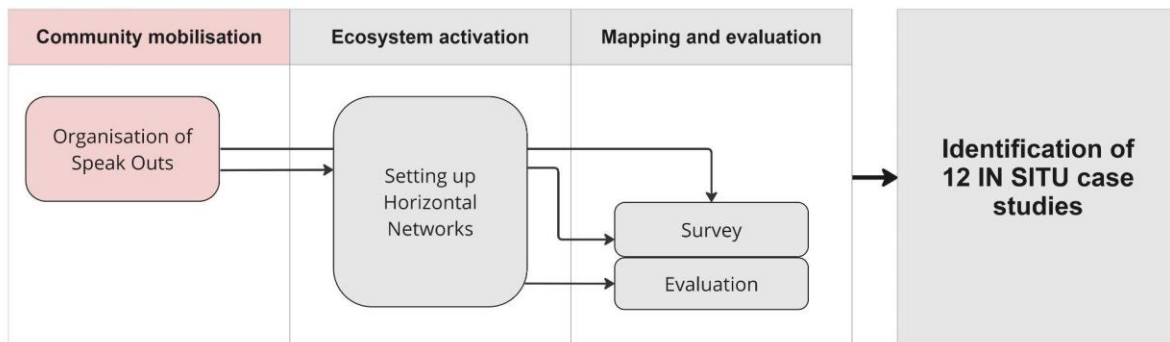 Community mobilisation
Ecosystem activation
Mapping and evaluation
Organisation of
Speak Outs
Setting up
Horizontal
Networks
Survey
Evaluation
Identification of
12 IN SITU case
studies